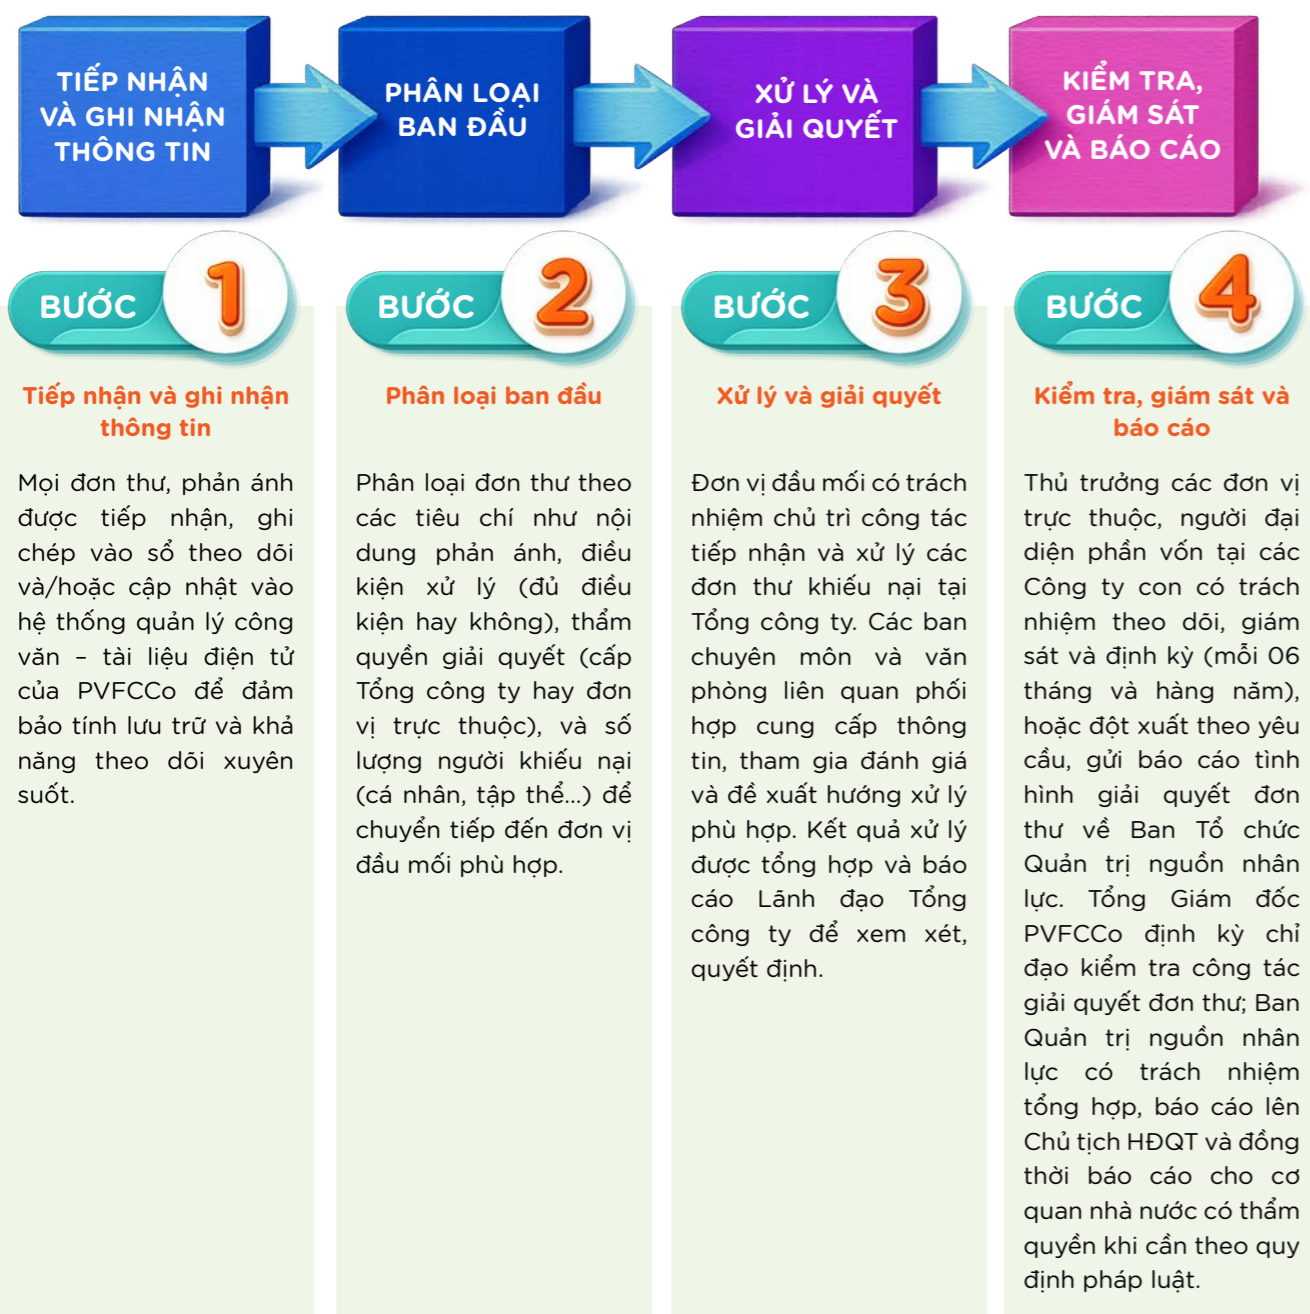 TIẾP NHẬN
VÀ GHI NHẬN
THÔNG TIN
PHÂN LOẠI
BAN ĐẦU
XỬ LÝ VÀ
GIẢI QUYẾT
KIỂM TRA,
GIÁM SÁT
VÀ BÁO CÁO
BƯỚC 1
Tiếp nhận và ghi nhận
thông tin
Mọi đơn thư, phản ánh
được tiếp nhận, ghi
chép vào sổ theo dõi
và/hoặc cập nhật vào
hệ thống quản lý công
văn – tài liệu điện tử
của PVFCCo để đảm
bảo tính lưu trữ và khả
năng theo dõi xuyên
suốt.
BƯỚC 2
Phân loại ban đầu
Phân loại đơn thư theo
các tiêu chí như nội
dung phản ánh, điều
kiện xử lý (đủ điều
kiện hay không), thẩm
quyền giải quyết (cấp
Tổng công ty hay đơn
vị trực thuộc), và số
lượng người khiếu nại
(cá nhân, tập thể...) để
chuyển tiếp đến đơn vị
đầu mối phù hợp.
BƯỚC 3
Xử lý và giải quyết
Đơn vị đầu mối có trách
nhiệm chủ trì công tác
tiếp nhận và xử lý các
đơn thư khiếu nại tại
Tổng công ty. Các ban
chuyên môn và văn
phòng liên quan phối
hợp cung cấp thông
tin, tham gia đánh giá
và đề xuất hướng xử lý
phù hợp. Kết quả xử lý
được tổng hợp và báo
cáo Lãnh đạo Tổng
công ty để xem xét,
quyết định.
BƯỚC 4
Kiểm tra, giám sát và
báo cáo
Thủ trưởng các đơn vị
trực thuộc, người đại
diện phần vốn tại các
Công ty con có trách
nhiệm theo dõi, giám
sát và định kỳ (mỗi 06
tháng và hàng năm),
hoặc đột xuất theo yêu
cầu, gửi báo cáo tình
hình giải quyết đơn
thư về Ban Tổ chức
Quản trị nguồn nhân
lực. Tổng Giám đốc
PVFCCo định kỳ chỉ
đạo kiểm tra công tác
giải quyết đơn thư; Ban
Quản trị nguồn nhân
lực có trách nhiệm
tổng hợp, báo cáo lên
Chủ tịch HĐQT và đồng
thời báo cáo cho cơ
quan nhà nước có thẩm
quyền khi cần theo quy
định pháp luật.